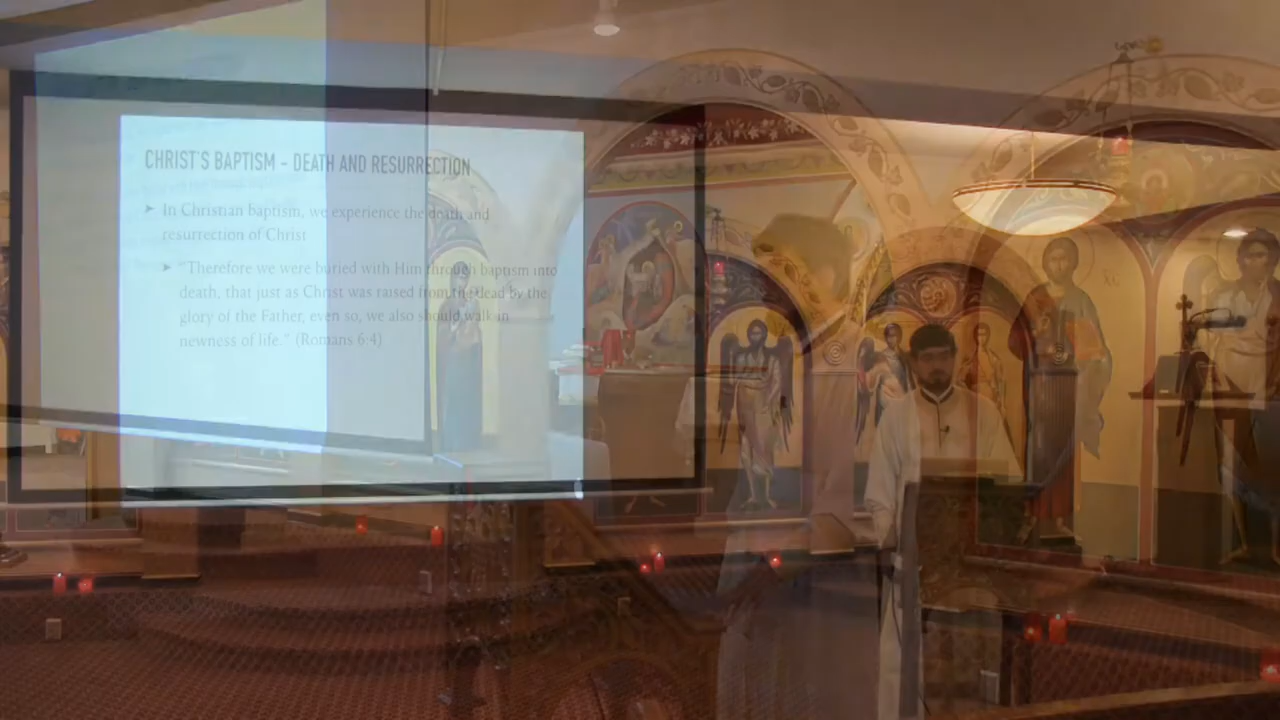 CHRIST'S BAPTISM – DEATH AND RESURRECTION
➤ In Christian baptism, we experience the death and
resurrection of Christ
➤ "Therefore we were buried with Him through baptism into
death, that just as Christ was raised from the dead by the
glory of the Father, even so, we also should walk in
newness of life." (Romans 6:4)